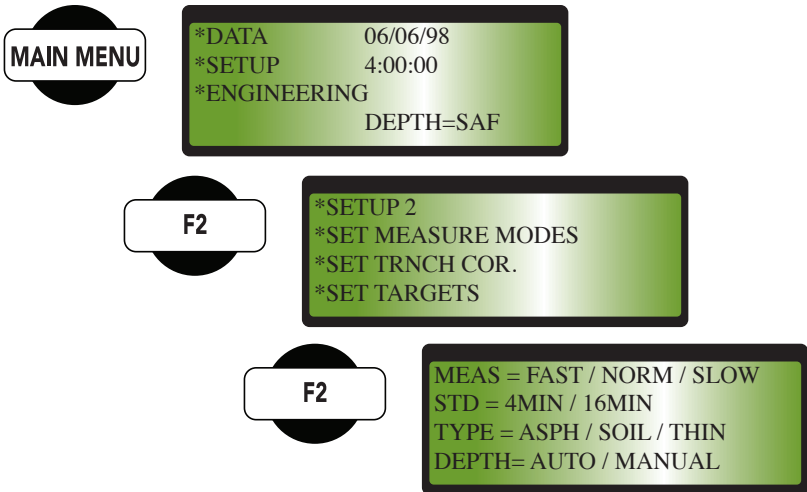 MAIN MENU
*DATA 06/06/98
*SETUP 4:00:00
*ENGINEERING
DEPTH=SAF
F2
*SETUP 2
*SET MEASURE MODES
*SET TRNCH COR.
*SET TARGETS
F2
MEAS = FAST / NORM / SLOW
STD = 4MIN / 16MIN
TYPE = ASPH / SOIL / THIN
DEPTH= AUTO / MANUAL